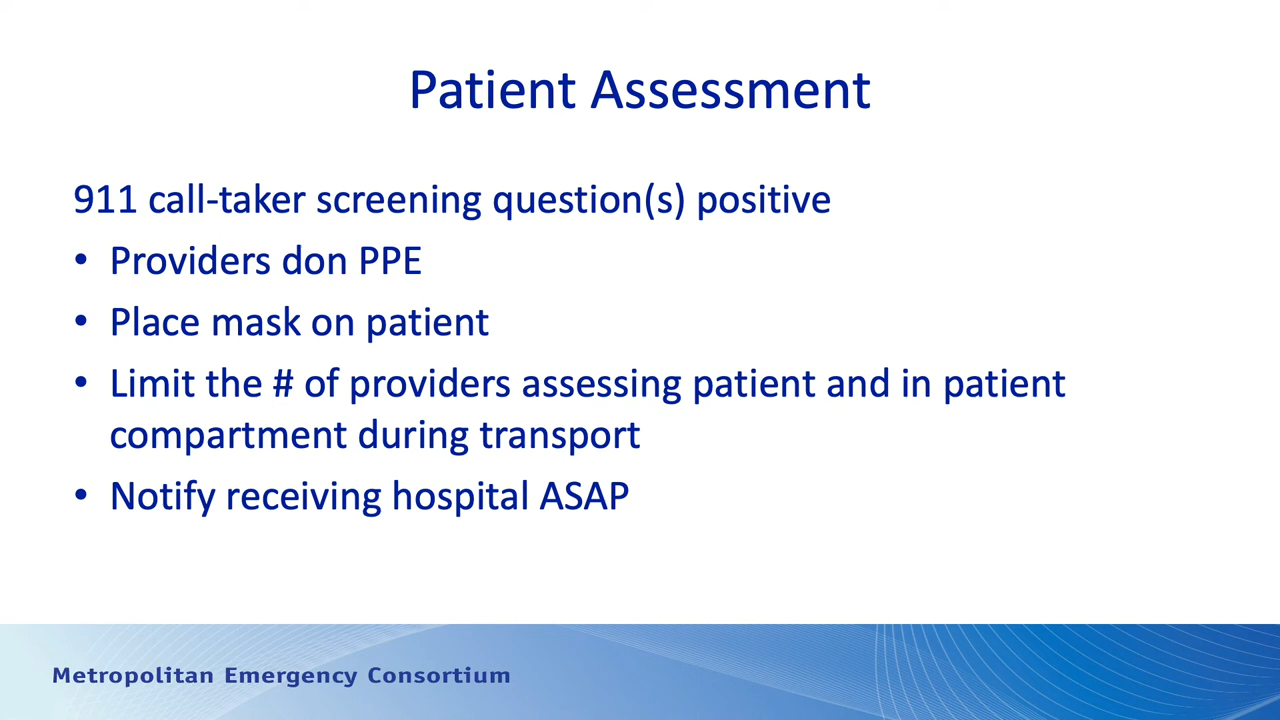 Patient Assessment
911 call-taker screening question(s) positive
• Providers don PPE
• Place mask on patient
• Limit the # of providers assessing patient and in patient
compartment during transport
• Notify receiving hospital ASAP
Metropolitan Emergency Consortium